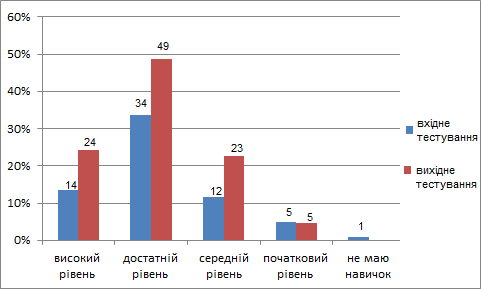 60%
50%
40%
30%
20%
10%
0%
14
24
34
49
12
23
5
5
1
високий
рівень
достатній
рівень
середній
рівень
початковий
рівень
не маю
навичок
вхідне
тестування
вихідне
тестування